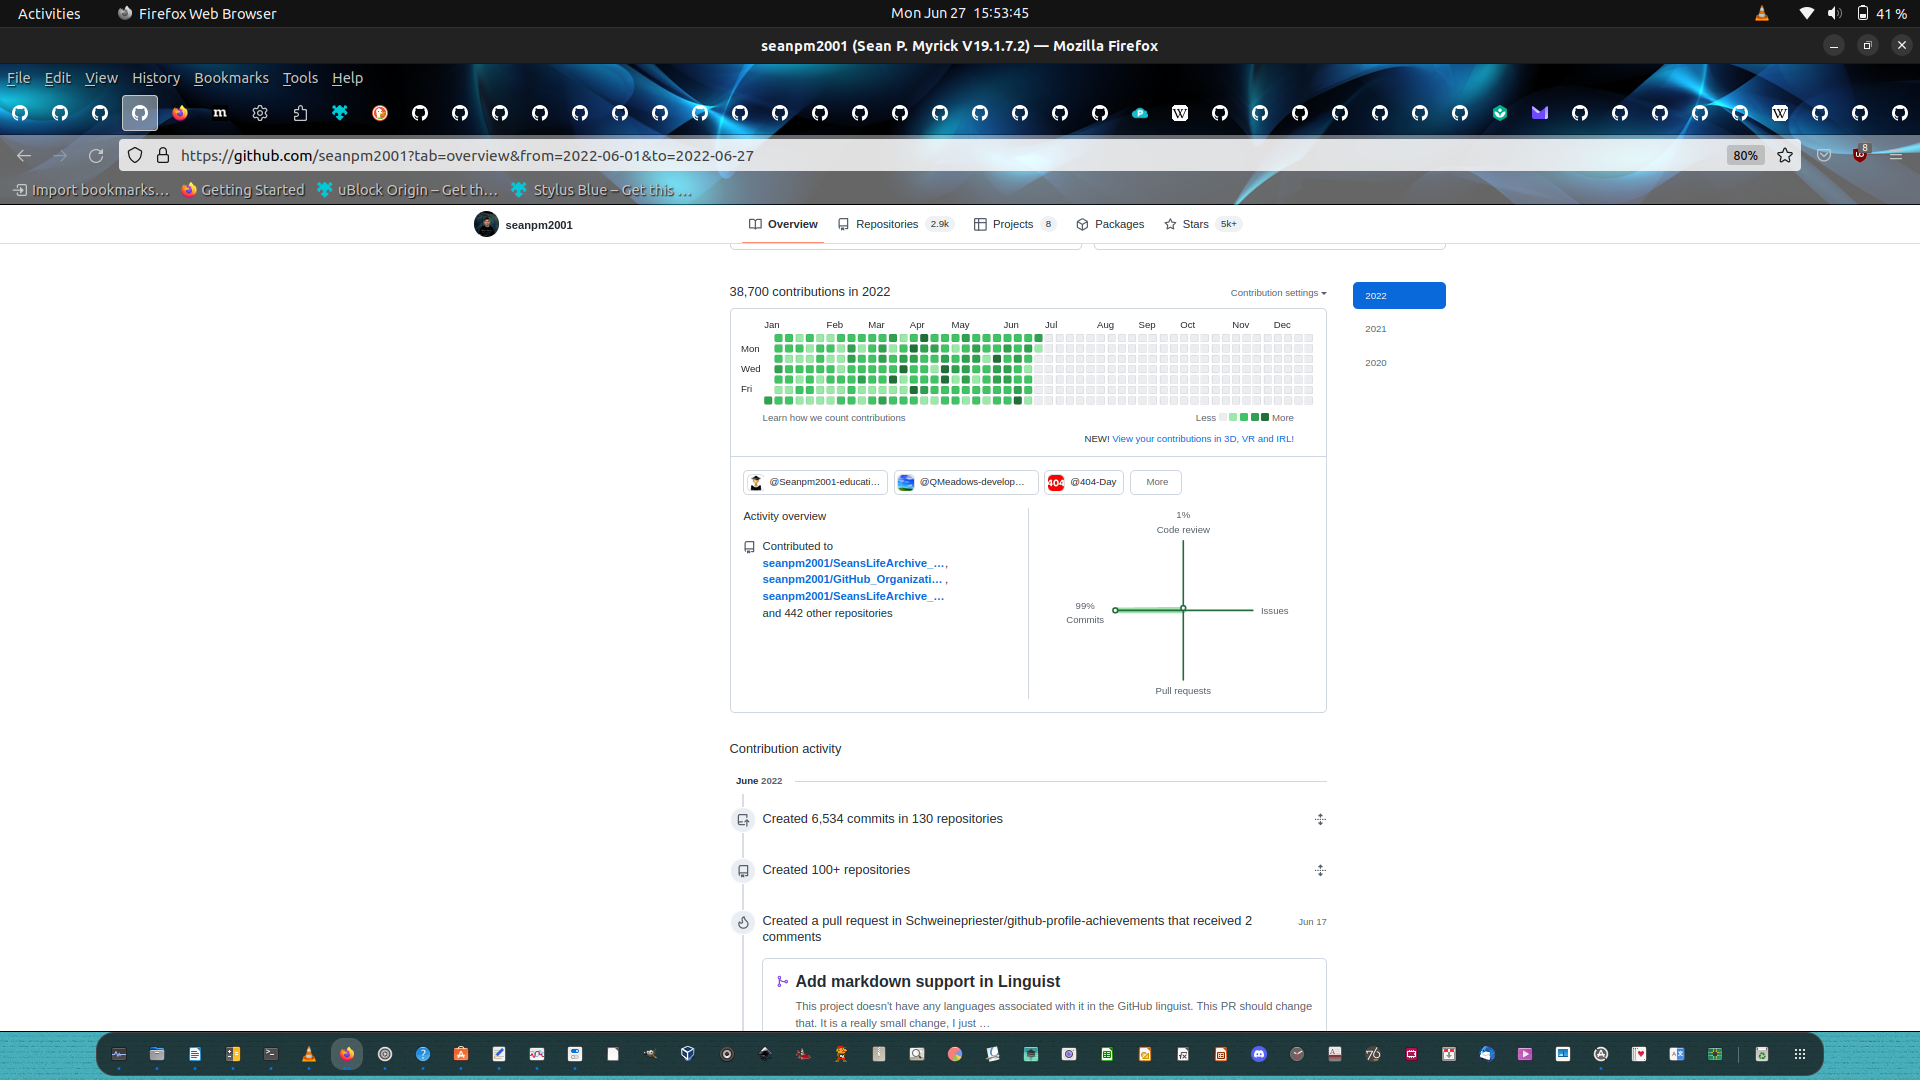 Activities
Firefox Web Browser
Mon Jun 27 15:53:45
41 %
seanpm2001 (Sean P. Myrick V19.1.7.2) — Mozilla Firefox
File Edit View History Bookmarks Tools Help
https://github.com/seanpm2001?tab=overview&from=2022-06-01&to=2022-06-27
80%
8
Import bookmarks…
Getting Started
uBlock Origin – Get th…
Stylus Blue – Get this …
seanpm2001
Overview
Repositories 2.9k
Projects 8
Packages
Stars 5k+
38,700 contributions in 2022
Contribution settings
2022
2021
2020
Jan Feb Mar Apr May Jun Jul Aug Sep Oct Nov Dec
Mon
Wed
Fri
Learn how we count contributions
Less
More
NEW! View your contributions in 3D, VR and IRL!
@Seanpm2001-educati…
@QMeadows-develop…
404
@404-Day
More
Activity overview
Contributed to
seanpm2001/SeansLifeArchive_…,
seanpm2001/GitHub_Organizati… ,
seanpm2001/SeansLifeArchive_…
and 442 other repositories
1%
Code review
99%
Commits
Issues
Pull requests
Contribution activity
June 2022
Created 6,534 commits in 130 repositories
Created 100+ repositories
Created a pull request in Schweinepriester/github-profile-achievements that received 2
comments
Jun 17
Add markdown support in Linguist
This project doesn't have any languages associated with it in the GitHub linguist. This PR should change
that. It is a really small change, I just …